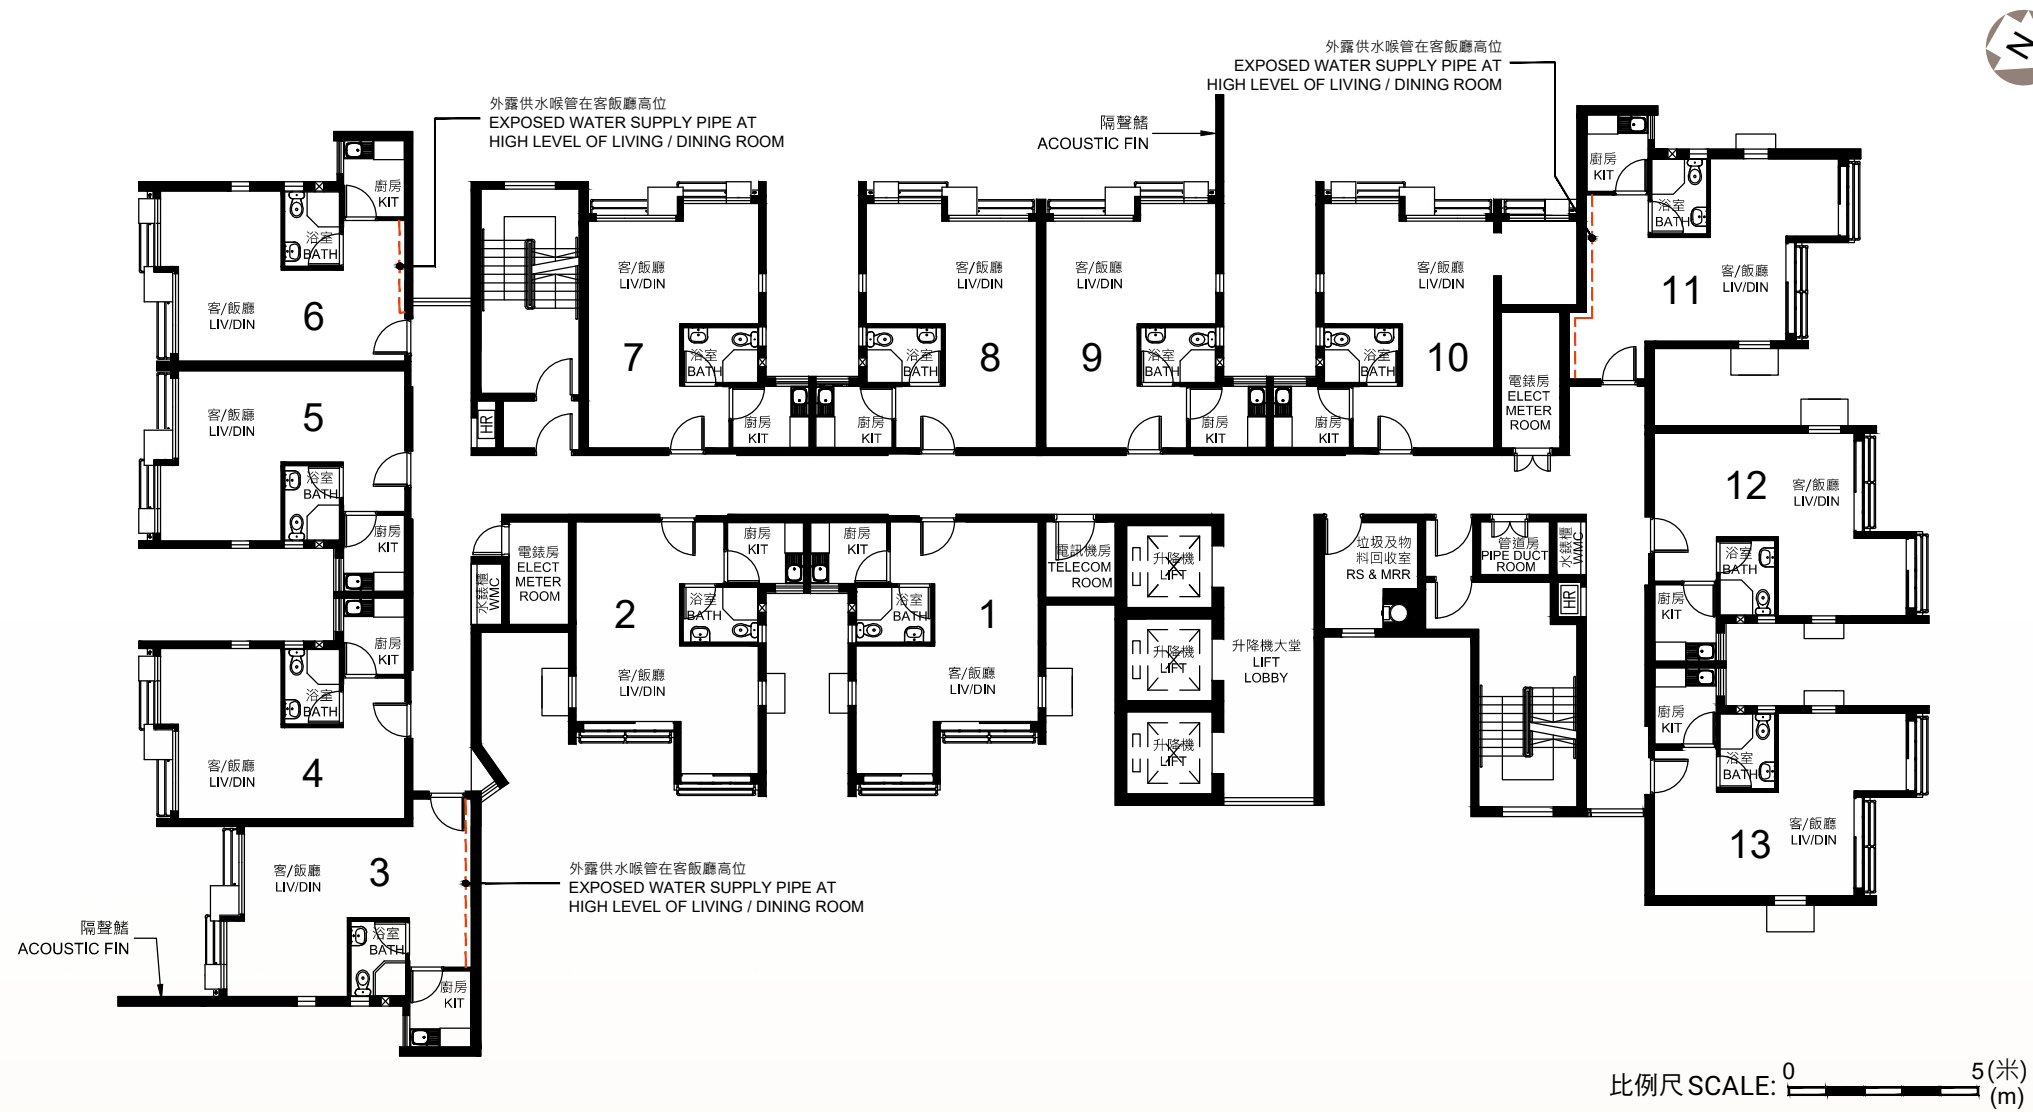 N
外露供水喉管在客飯廳高位
EXPOSED WATER SUPPLY PIPE AT
HIGH LEVEL OF LIVING / DINING ROOM
外露供水喉管在客飯廳高位
EXPOSED WATER SUPPLY PIPE AT
HIGH LEVEL OF LIVING / DINING ROOM
隔聲鰭
ACOUSTIC FIN
廚房
KIT
浴室
BATH
客/飯廳
LIV/DIN
6
客/飯廳
LIV/DIN
7
浴室
BATH
廚房
KIT
客/飯廳
LIV/DIN
8
浴室
BATH
廚房
KIT
客/飯廳
LIV/DIN
9
浴室
BATH
廚房
KIT
客/飯廳
LIV/DIN
10
浴室
BATH
廚房
KIT
廚房
KIT
浴室
BATH
客/飯廳
LIV/DIN
11
電錶房
ELECT
METER
ROOM
HR
客/飯廳
LIV/DIN
5
浴室
BATH
廚房
KIT
客/飯廳
LIV/DIN
12
浴室
BATH
廚房
KIT
水錶櫃
WMC
電錶房
ELECT
METER
ROOM
廚房
KIT
浴室
BATH
2
客/飯廳
LIV/DIN
廚房
KIT
浴室
BATH
1
客/飯廳
LIV/DIN
電訊機房
TELECOM
ROOM
升降機
LIFT
升降機
LIFT
升降機
LIFT
升降機大堂
LIFT
LOBBY
垃圾及物
料回收室
RS & MRR
管道房
PIPE DUCT
ROOM
水錶櫃
WMC
HR
廚房
KIT
浴室
BATH
客/飯廳
LIV/DIN
4
廚房
KIT
浴室
BATH
客/飯廳
LIV/DIN
13
客/飯廳
LIV/DIN
3
浴室
BATH
廚房
KIT
外露供水喉管在客飯廳高位
EXPOSED WATER SUPPLY PIPE AT
HIGH LEVEL OF LIVING / DINING ROOM
隔聲鰭
ACOUSTIC FIN
比例尺 SCALE: 0 5(米)
(m)